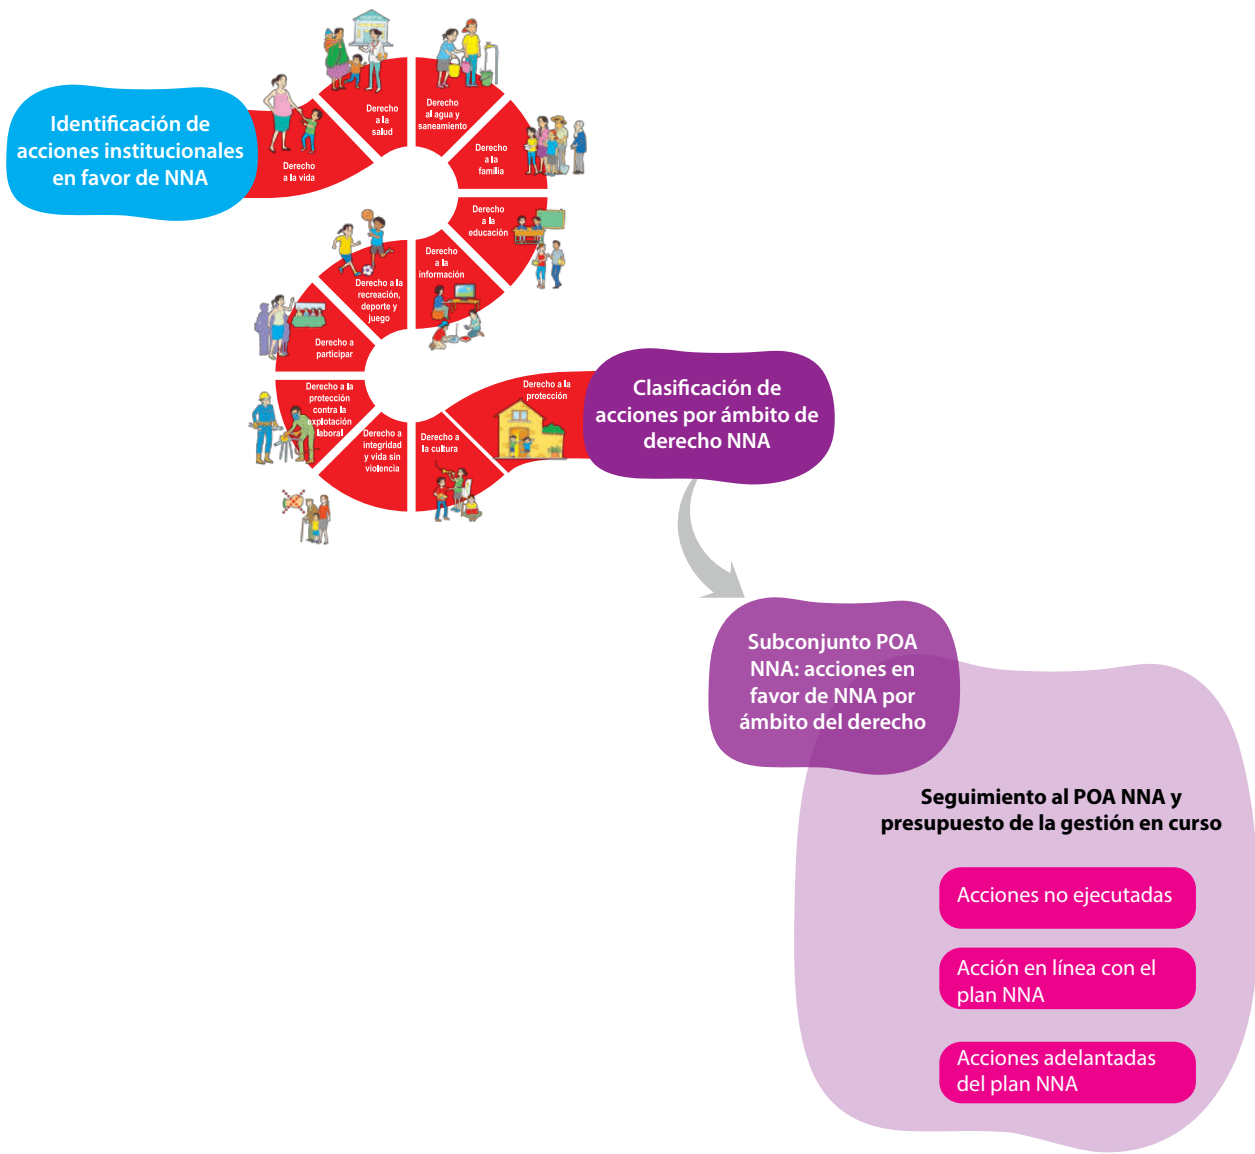 Identificación de
acciones institucionales
en favor de NNA
Derecho
a la vida
Derecho
a la
salud
Derecho
al agua y
saneamiento
Derecho
a la
familia
Derecho
a la
educación
Derecho
a la
información
Derecho a la
recreación,
deporte y
juego
Derecho a
participar
Derecho a la
protección
contra la
explotación
laboral
Derecho a
integridad
y vida sin
violencia
Derecho a
la cultura
Derecho a la
protección
Clasificación de
acciones por ámbito de
derecho NNA
Subconjunto POA
NNA: acciones en
favor de NNA por
ámbito del derecho
Seguimiento al POA NNA y
presupuesto de la gestión en curso
Acciones no ejecutadas
Acción en línea con el
plan NNA
Acciones adelantadas
del plan NNA